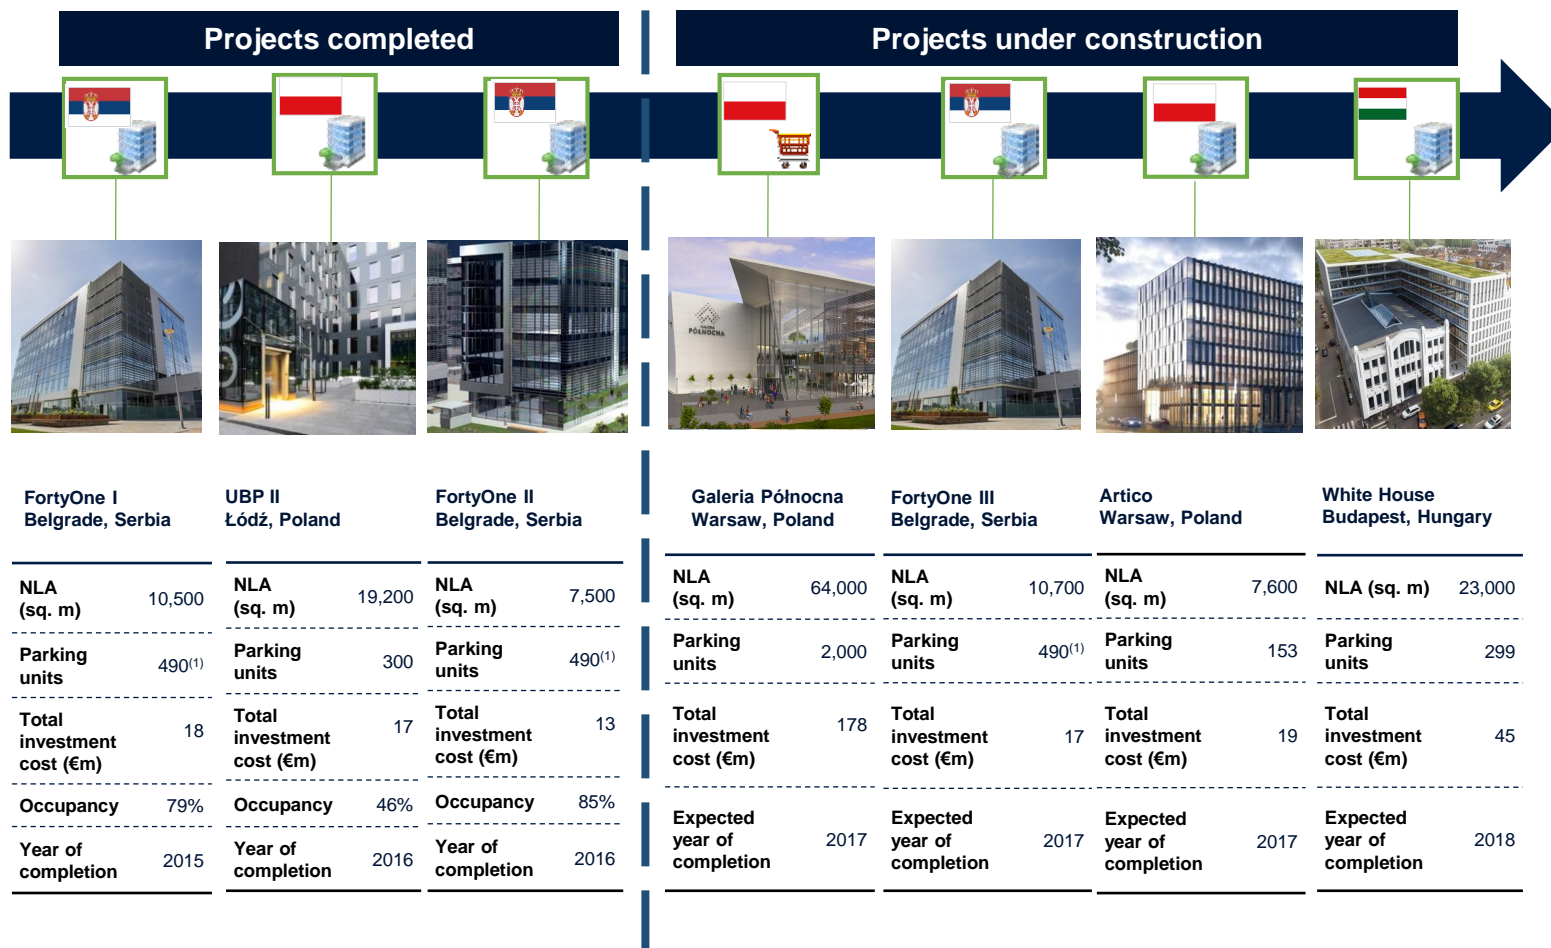 Projects completed
Projects under construction
GALERIA
PÓŁNOCNA
FortyOne I
Belgrade, Serbia
NLA
(sq. m)
10,500
Parking
units
490(1)
Total
investment
cost (€m)
18
Occupancy
79%
Year of
completion
2015
UBP II
Łódź, Poland
NLA
(sq. m)
19,200
Parking
units
300
Total
investment
cost (€m)
17
Occupancy
46%
Year of
completion
2016
FortyOne II
Belgrade, Serbia
NLA
(sq. m)
7,500
Parking
units
490(1)
Total
investment
cost (€m)
13
Occupancy
85%
Year of
completion
2016
Galeria Północna
Warsaw, Poland
NLA
(sq. m)
64,000
Parking
units
2,000
Total
investment
cost (€m)
178
Expected
year of
completion
2017
FortyOne III
Belgrade, Serbia
NLA
(sq. m)
10,700
Parking
units
490(1)
Total
investment
cost (€m)
17
Expected
year of
completion
2017
Artico
Warsaw, Poland
NLA
(sq. m)
7,600
Parking
units
153
Total
investment
cost (€m)
19
Expected
year of
completion
2017
White House
Budapest, Hungary
NLA (sq. m)
23,000
Parking
units
299
Total
investment
cost (€m)
45
Expected
year of
completion
2018